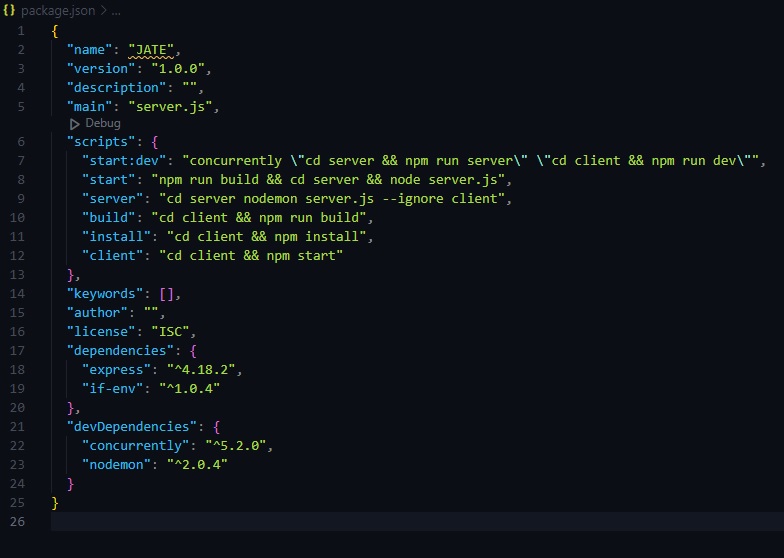 {} package.json > ...
1 {
2 "name": "JATE",
3 "version": "1.0.0",
4 "description": "",
5 "main": "server.js",
Debug
6 "scripts": {
7 "start:dev": "concurrently \"cd server && npm run server\" \"cd client && npm run dev\"",
8 "start": "npm run build && cd server && node server.js",
9 "server": "cd server nodemon server.js --ignore client",
10 "build": "cd client && npm run build",
11 "install": "cd client && npm install",
12 "client": "cd client && npm start"
13 },
14 "keywords": [],
15 "author": "",
16 "license": "ISC",
17 "dependencies": {
18 "express": "^4.18.2",
19 "if-env": "^1.0.4"
20 },
21 "devDependencies": {
22 "concurrently": "^5.2.0",
23 "nodemon": "^2.0.4"
24 }
25 }
26